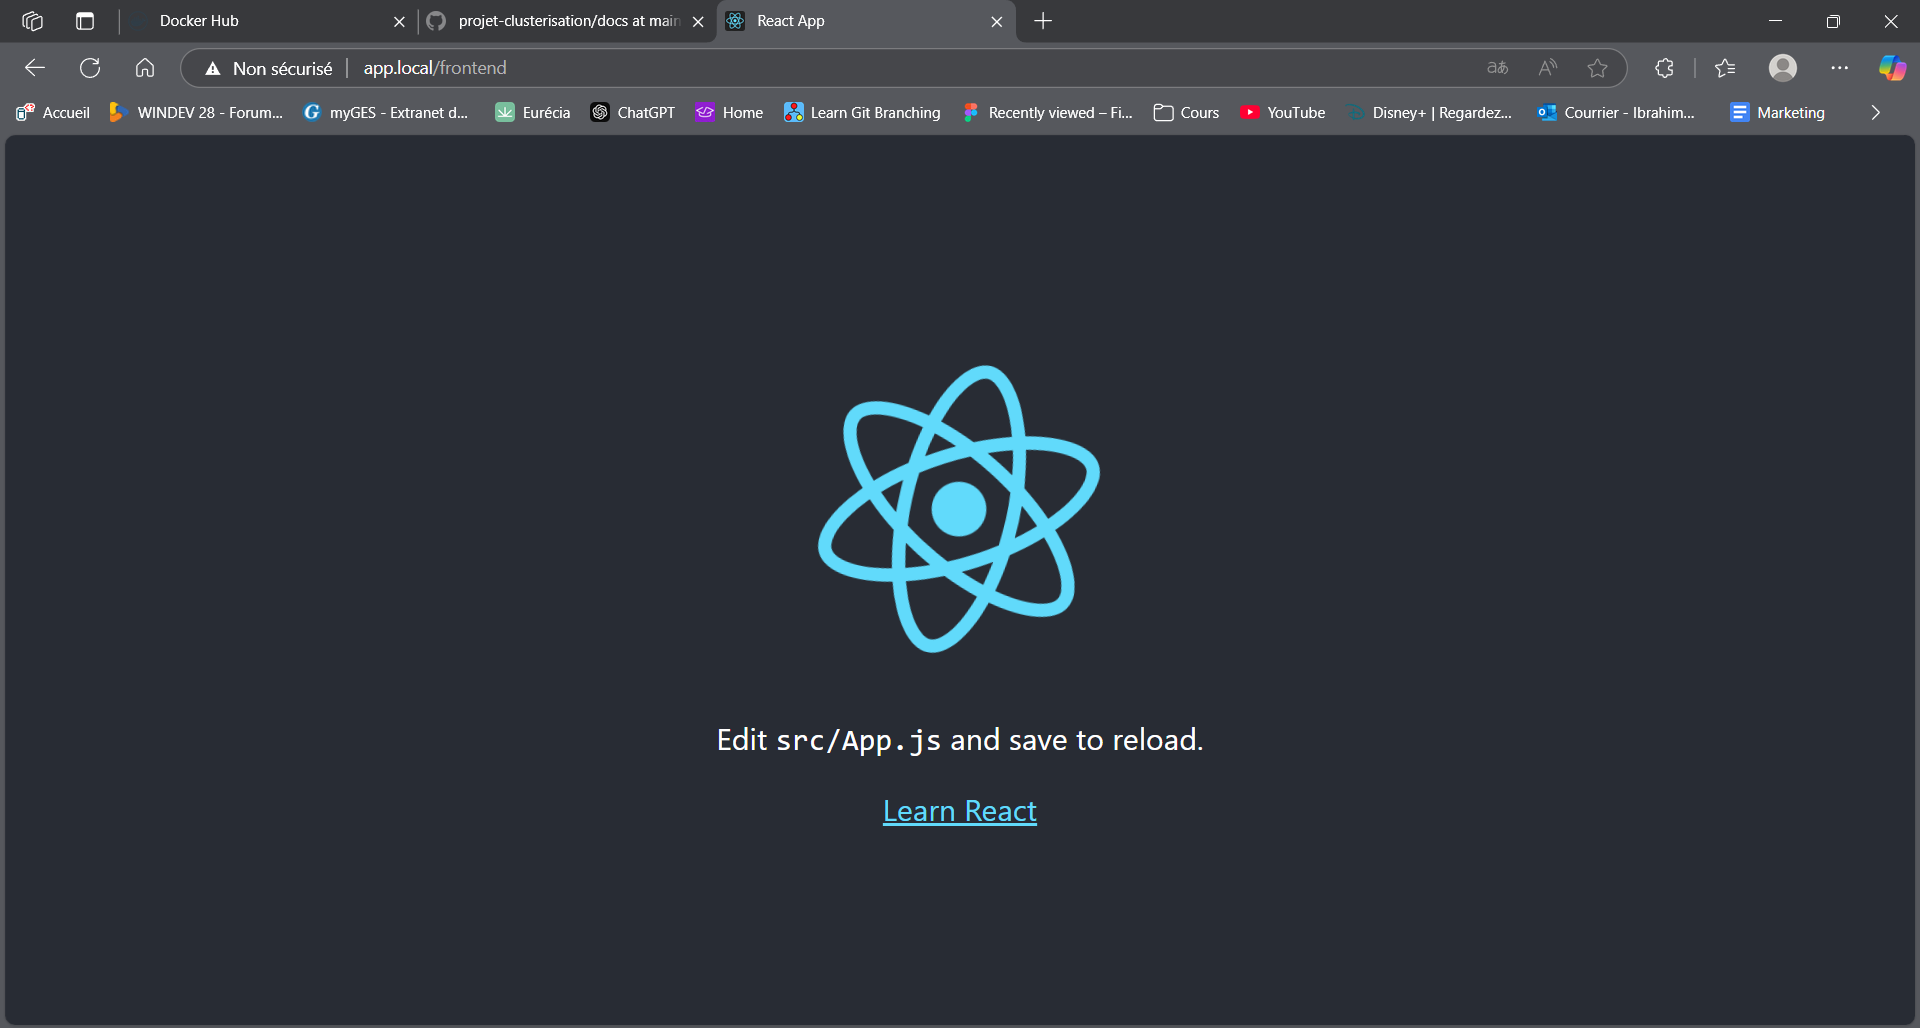 Docker Hub
projet-clusterisation/docs at main
React App
Non sécurisé
app.local/frontend
Accueil
WINDEV 28 - Forum...
myGES - Extranet d...
Eurécia
ChatGPT
Home
Learn Git Branching
Recently viewed – Fi...
Cours
YouTube
Disney+ | Regardez...
Courrier - Ibrahim...
Marketing
Edit src/App.js and save to reload.
Learn React